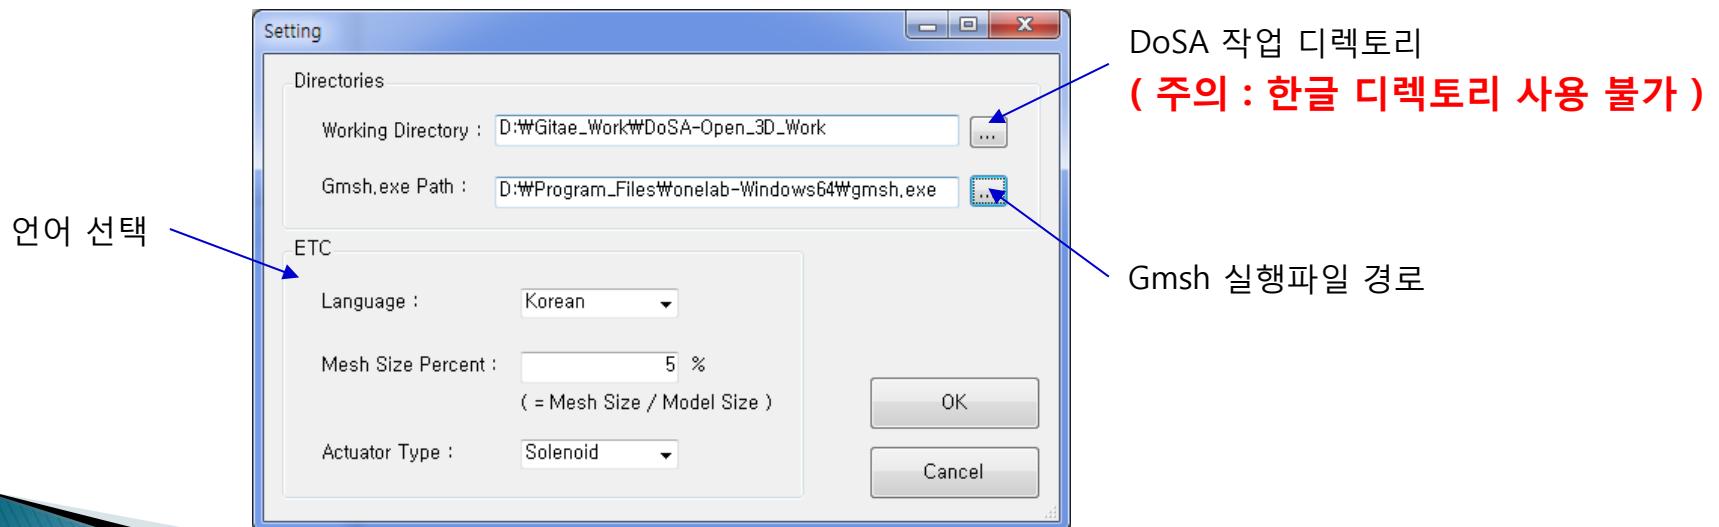 Setting
DoSA 작업 디렉토리
( 주의 : 한글 디렉토리 사용 불가 )
Directories
Working Directory : D:₩Gitae_Work₩DoSA-Open_3D_Work ...
Gmsh.exe Path : D:₩Program_Files₩onelab-Windows64₩gmsh.exe ...
언어 선택
ETC
Gmsh 실행파일 경로
Language : Korean
Mesh Size Percent : 5 %
( = Mesh Size / Model Size )
OK
Actuator Type : Solenoid
Cancel